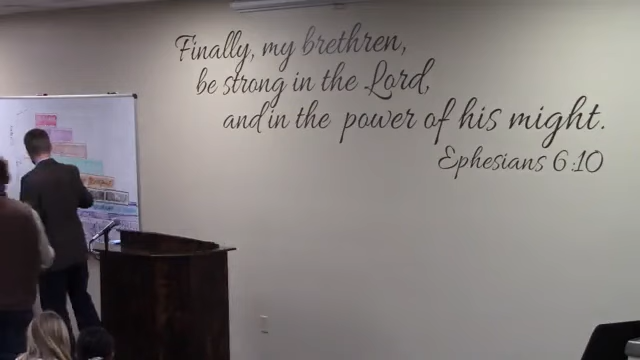 Finally, my brethren,
be strong in the Lord,
and in the power of his might.
Ephesians 6:10